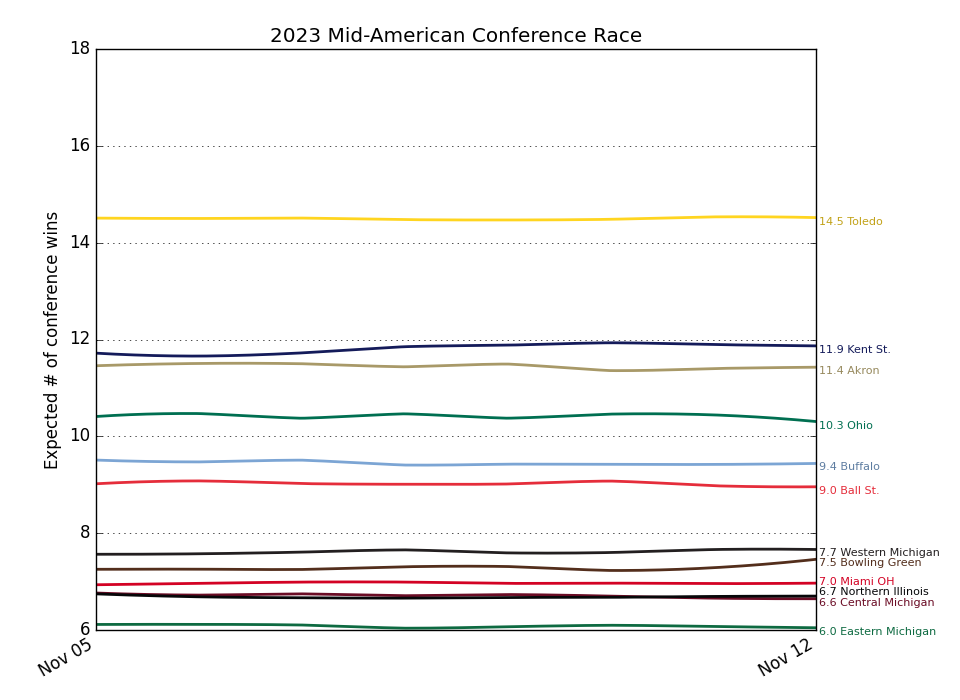 2023 Mid-American Conference Race
Expected # of conference wins
18
16
14
12
10
8
6
14.5 Toledo
11.9 Kent St.
11.4 Akron
10.3 Ohio
9.4 Buffalo
9.0 Ball St.
7.7 Western Michigan
7.5 Bowling Green
7.0 Miami OH
6.7 Northern Illinois
6.6 Central Michigan
6.0 Eastern Michigan
Nov 05
Nov 12